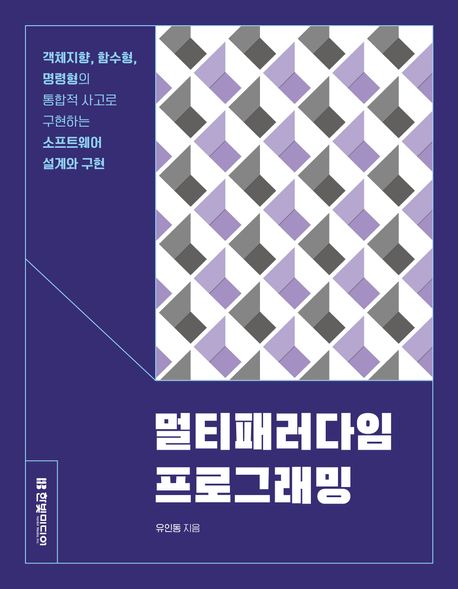 객체지향, 함수형,
명령형의
통합적 사고로
구현하는
소프트웨어
설계와 구현
멀티패러다임
프로그래밍
유인동 지음
한빛미디어